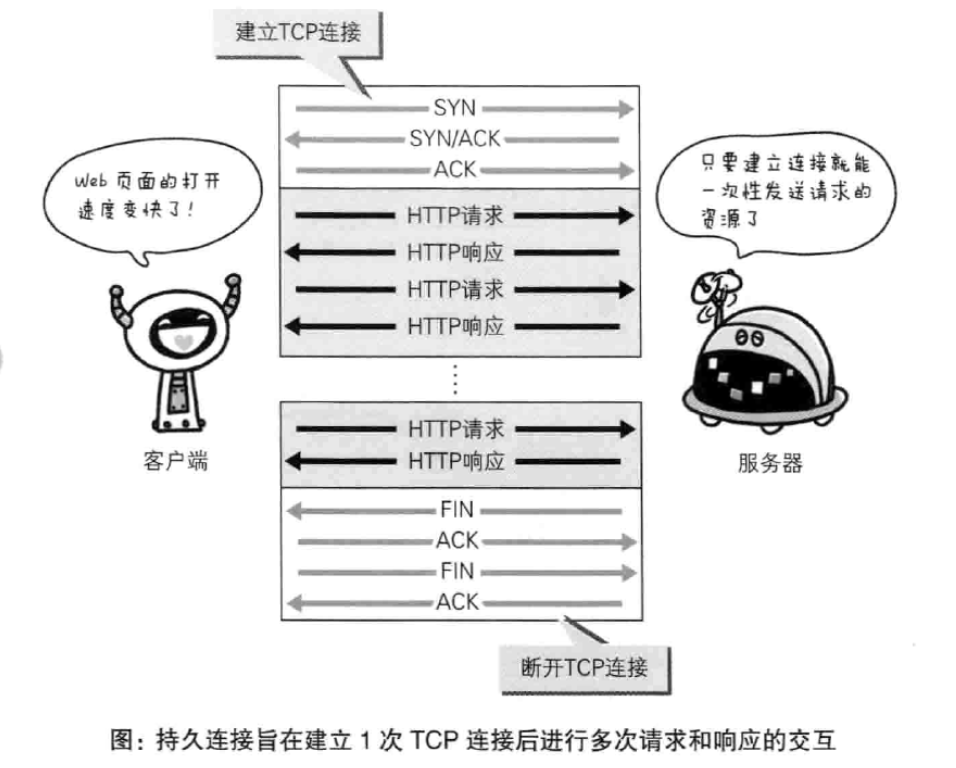 建立TCP连接
SYN
SYN/ACK
ACK
Web 页面的打开
速度变快了!
只要建立连接就能
一次性发送请求的
资源了
HTTP请求
HTTP响应
HTTP请求
HTTP响应
HTTP请求
HTTP响应
客户端
服务器
FIN
ACK
FIN
ACK
断开TCP连接
图：持久连接旨在建立 1 次 TCP 连接后进行多次请求和响应的交互